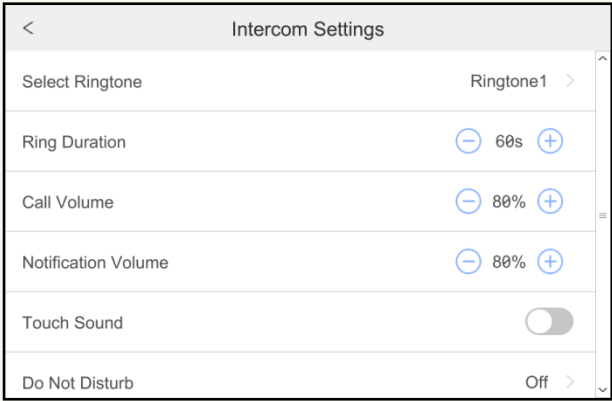 Intercom Settings
Select Ringtone Ringtone1
Ring Duration 60s
Call Volume 80%
Notification Volume 80%
Touch Sound
Do Not Disturb Off